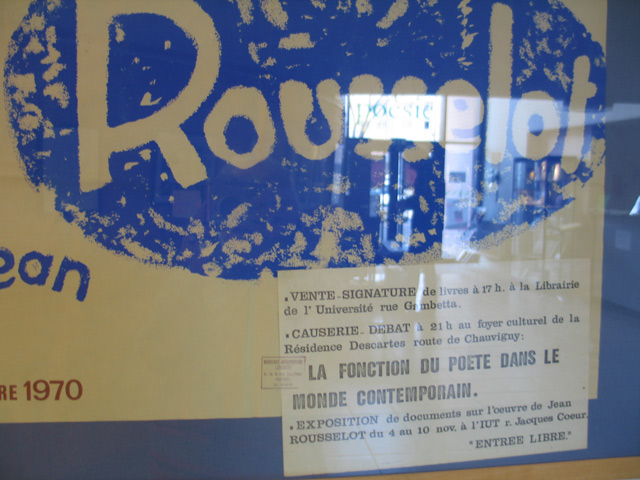 Rousselot
poésie
ean
RE 1970
• VENTE-SIGNATURE de livres à 17 h. à la Librairie
de l' Université rue Gambetta.
• CAUSERIE- DEBAT à 21 h au foyer culturel de la
Résidence Descartes route de Chauvigny:
LA FONCTION DU POETE DANS LE
MONDE CONTEMPORAIN.
• EXPOSITION de documents sur l'oeuvre de Jean
ROUSSELOT du 4 au 10 nov. à l'IUT r. Jacques Coeur.
"ENTREE LIBRE."